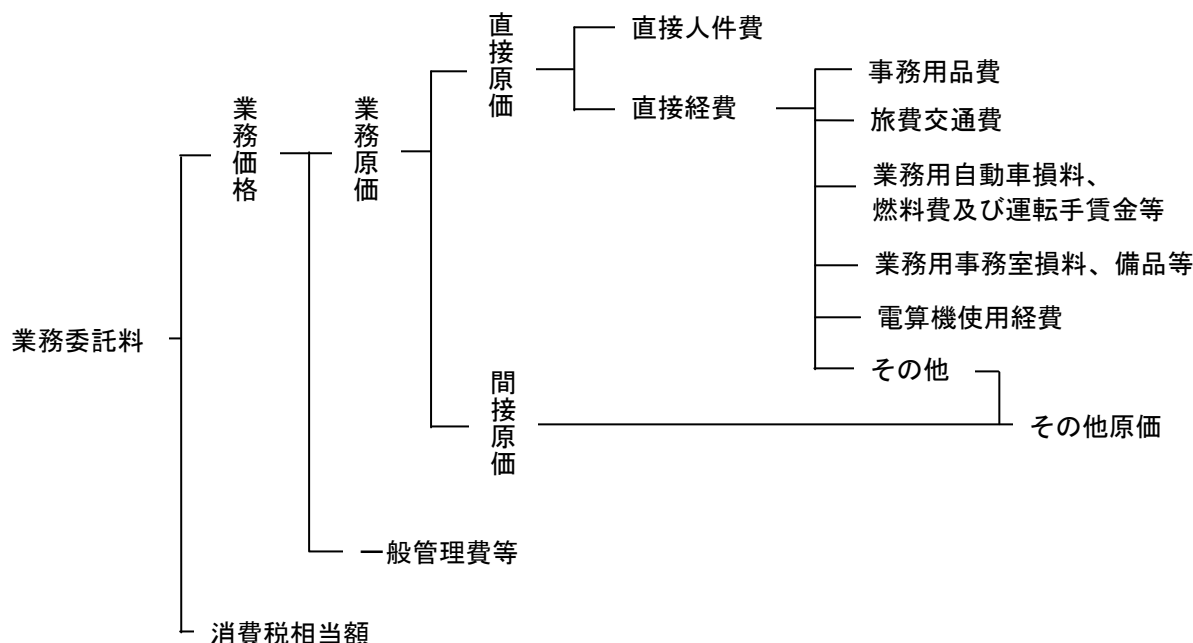 直接人件費
直接原価
事務用品費
直接経費
旅費交通費
業務価格
業務原価
業務用自動車損料、
燃料費及び運転手賃金等
業務用事務室損料、備品等
電算機使用経費
業務委託料
その他
間接原価
その他原価
一般管理費等
消費税相当額